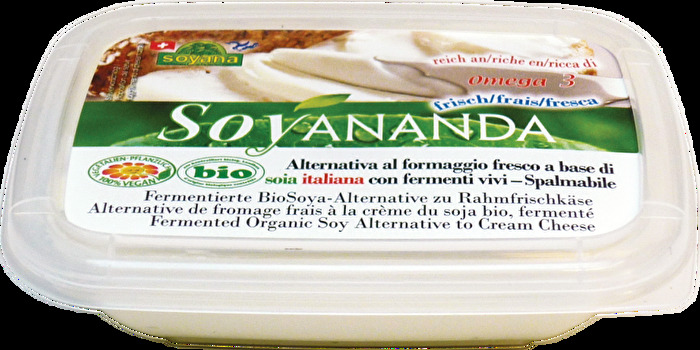 soyana
reich an/riche en/ricca di
omega 3
frisch/frais/fresca
SOYANANDA
VEGETALIEN-PFLANZLICH
100% VEGAN
bio
Alternativa al formaggio fresco a base di
soia italiana con fermenti vivi – Spalmabile
Fermentierte BioSoya-Alternative zu Rahmfrischkäse
Alternative de fromage frais à la crème du soja bio, fermenté
Fermented Organic Soy Alternative to Cream Cheese